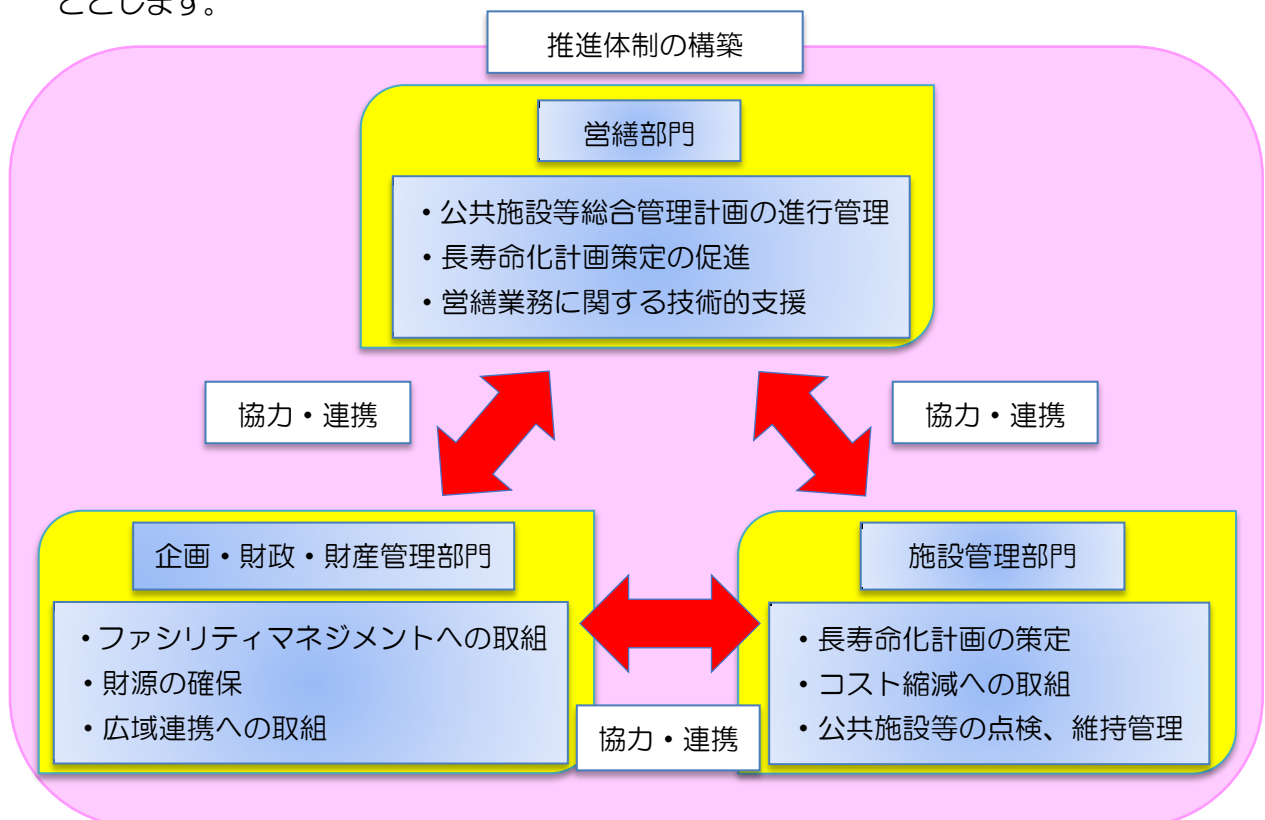 ととします。
推進体制の構築
営繕部門
・公共施設等総合管理計画の進行管理
・長寿命化計画策定の促進
・営繕業務に関する技術的支援
協力・連携
協力・連携
企画・財政・財産管理部門
・ファシリティマネジメントへの取組
・財源の確保
・広域連携への取組
施設管理部門
・長寿命化計画の策定
・コスト縮減への取組
・公共施設等の点検、維持管理
協力・連携